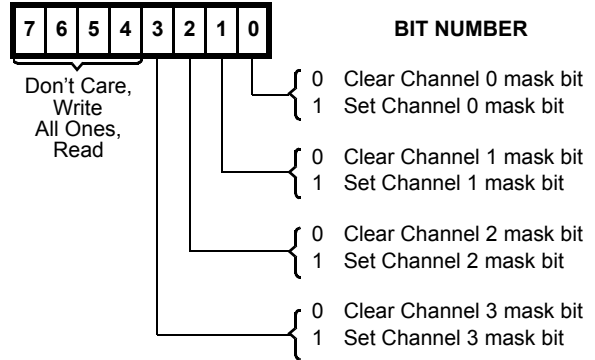 7 6 5 4 3 2 1 0 BIT NUMBER
Don't Care,
Write
All Ones,
Read
0 Clear Channel 0 mask bit
1 Set Channel 0 mask bit
0 Clear Channel 1 mask bit
1 Set Channel 1 mask bit
0 Clear Channel 2 mask bit
1 Set Channel 2 mask bit
0 Clear Channel 3 mask bit
1 Set Channel 3 mask bit